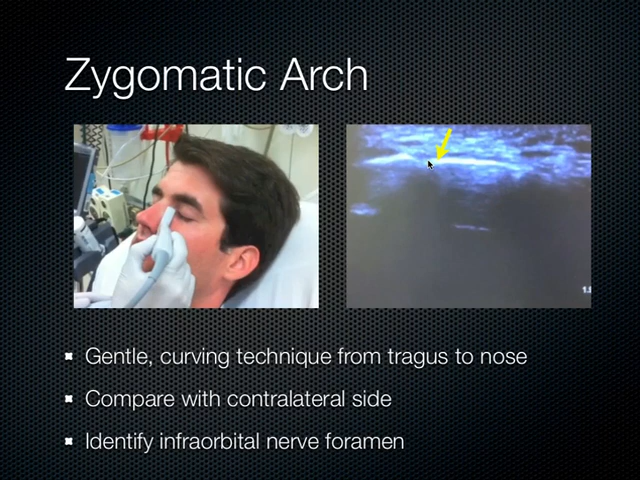 Zygomatic Arch
Gentle, curving technique from tragus to nose
Compare with contralateral side
Identify infraorbital nerve foramen